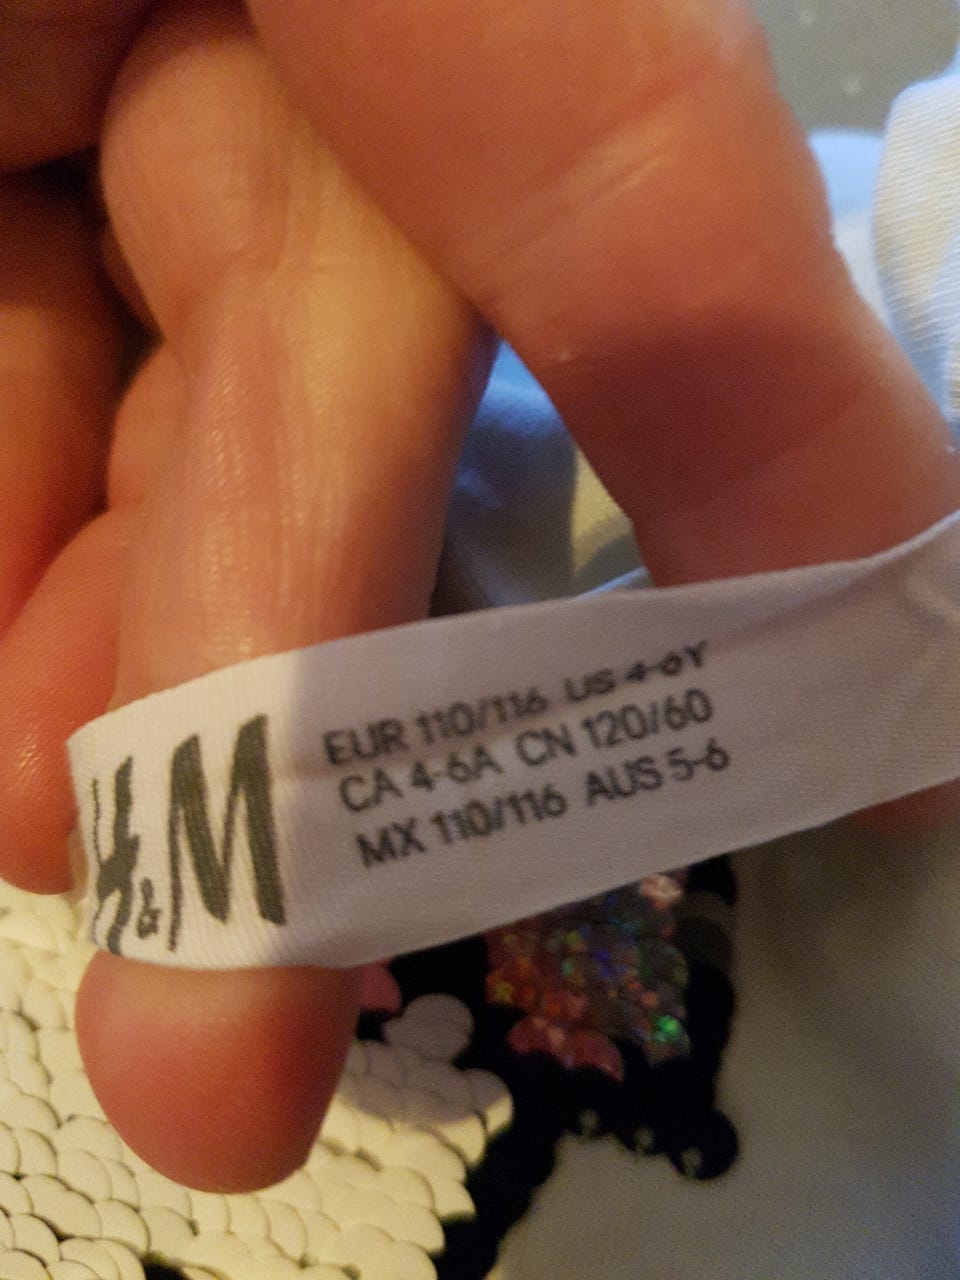 H&M
EUR 110/116 US 4-6Y
CA 4-6A CN 120/60
MX 110/116 AUS 5-6